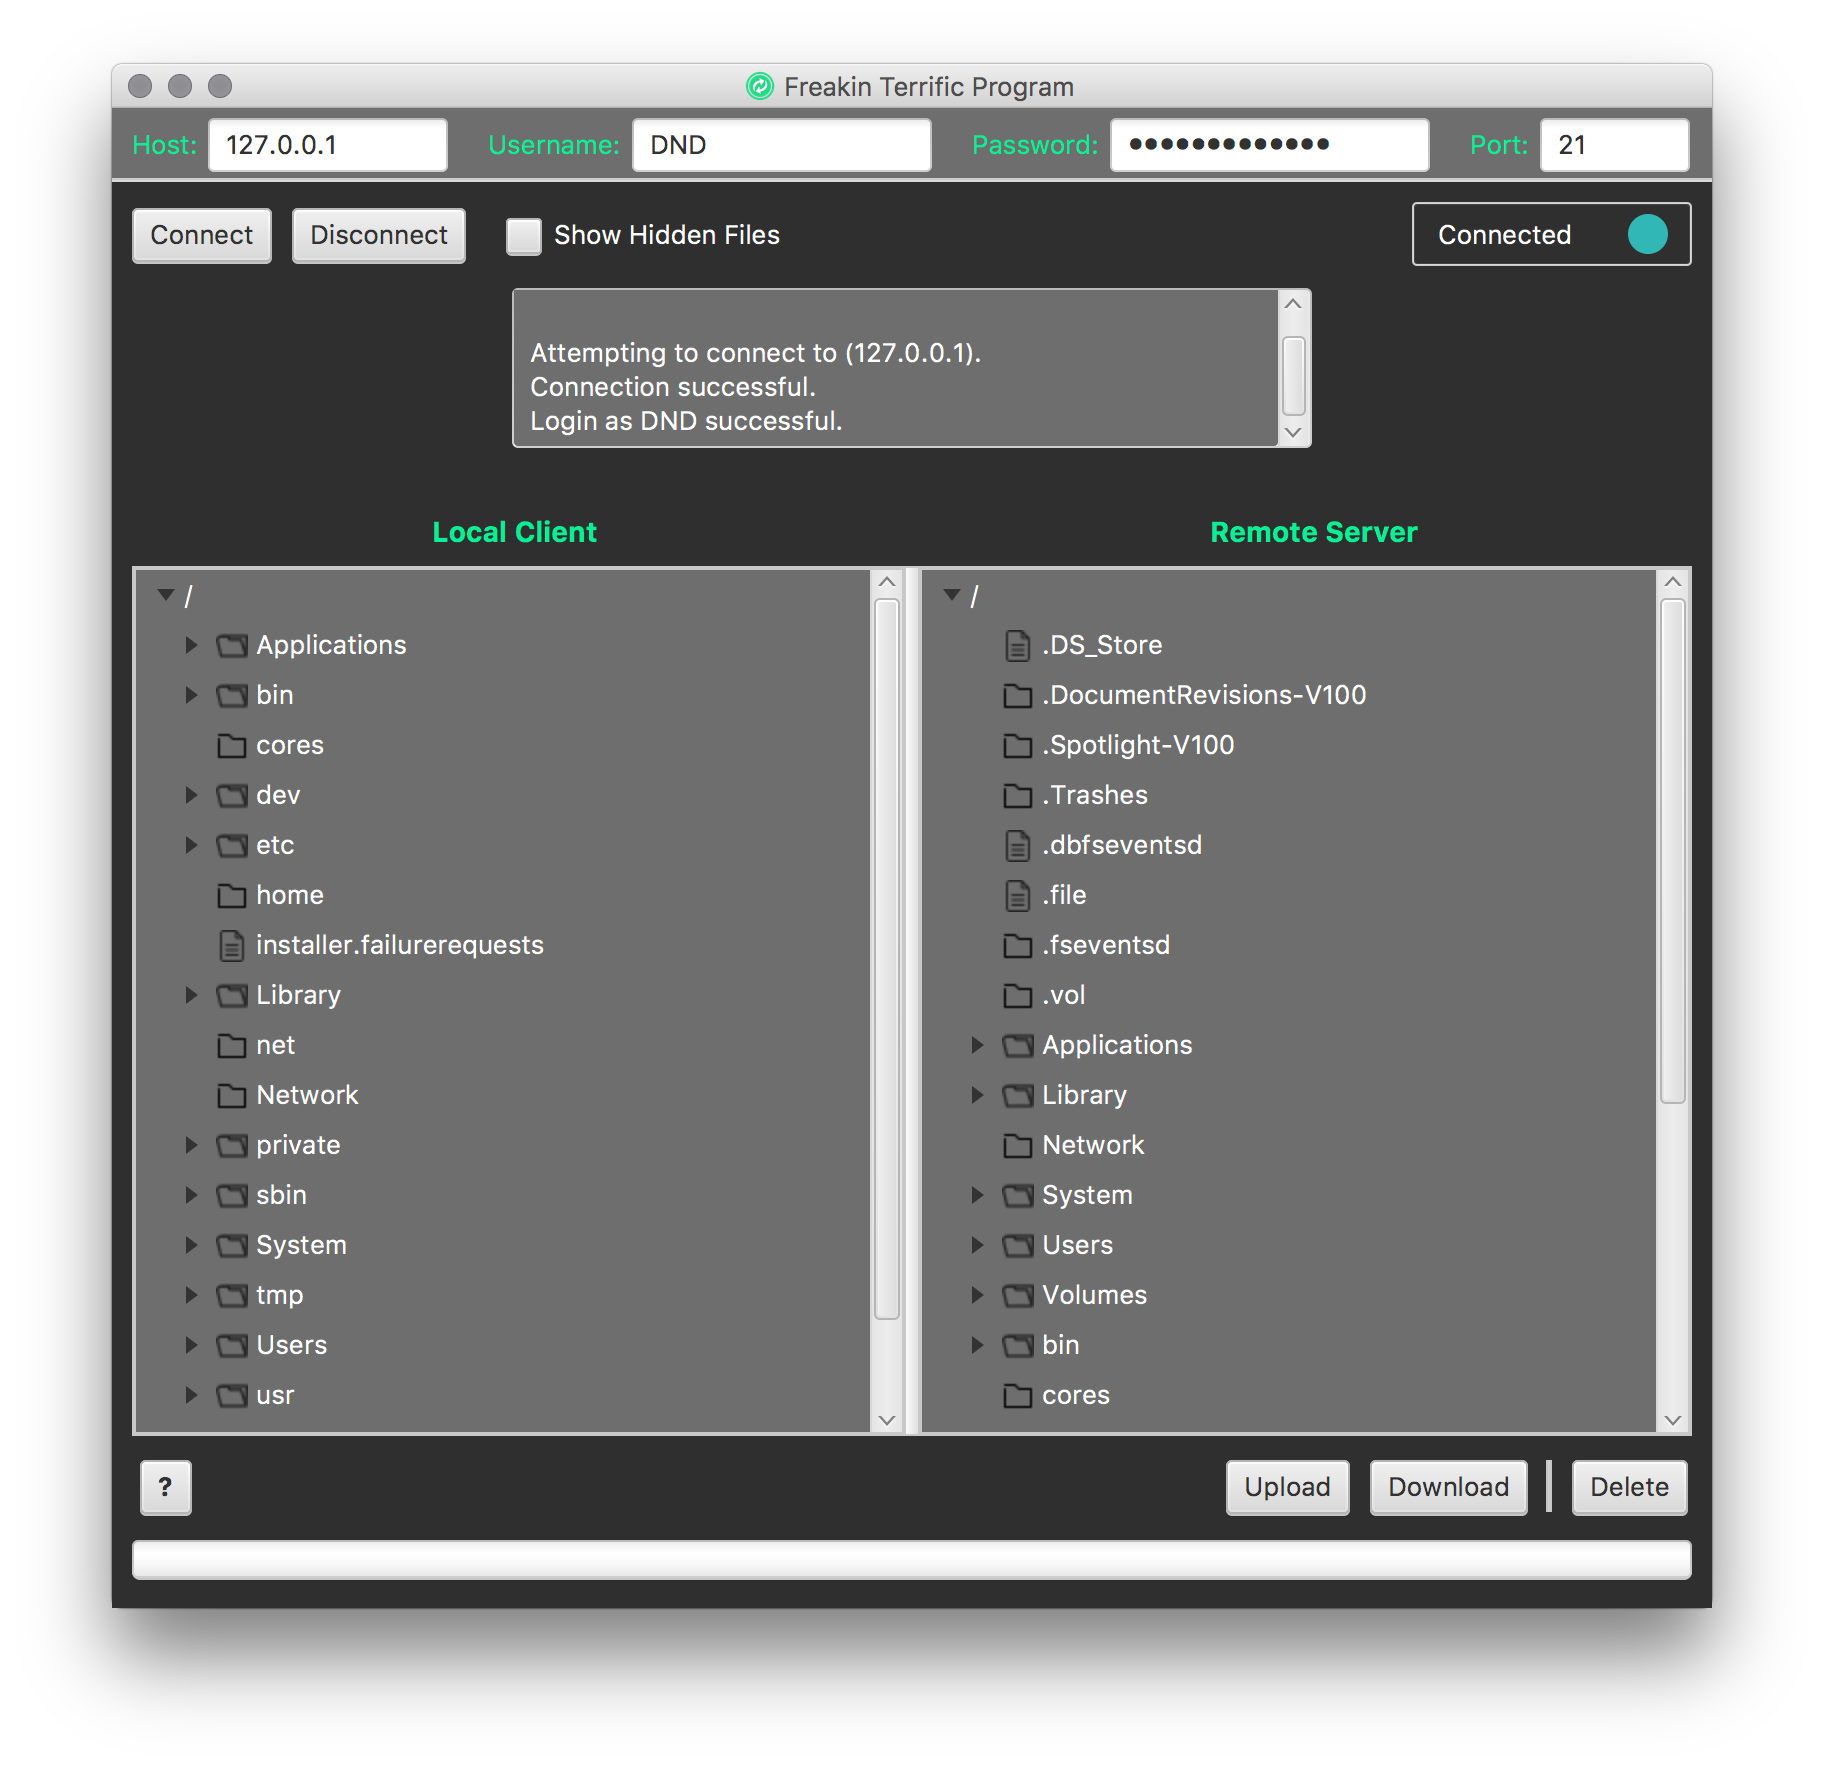 Freakin Terrific Program
Host: 127.0.0.1 Username: DND Password: ••••••••••••• Port: 21
Connect Disconnect Show Hidden Files Connected
Attempting to connect to (127.0.0.1).
Connection successful.
Login as DND successful.
Local Client
/
Applications
bin
cores
dev
etc
home
installer.failurerequests
Library
net
Network
private
sbin
System
tmp
Users
usr
Remote Server
/
.DS_Store
.DocumentRevisions-V100
.Spotlight-V100
.Trashes
.dbfseventsd
.file
.fseventsd
.vol
Applications
Library
Network
System
Users
Volumes
bin
cores
? Upload Download Delete